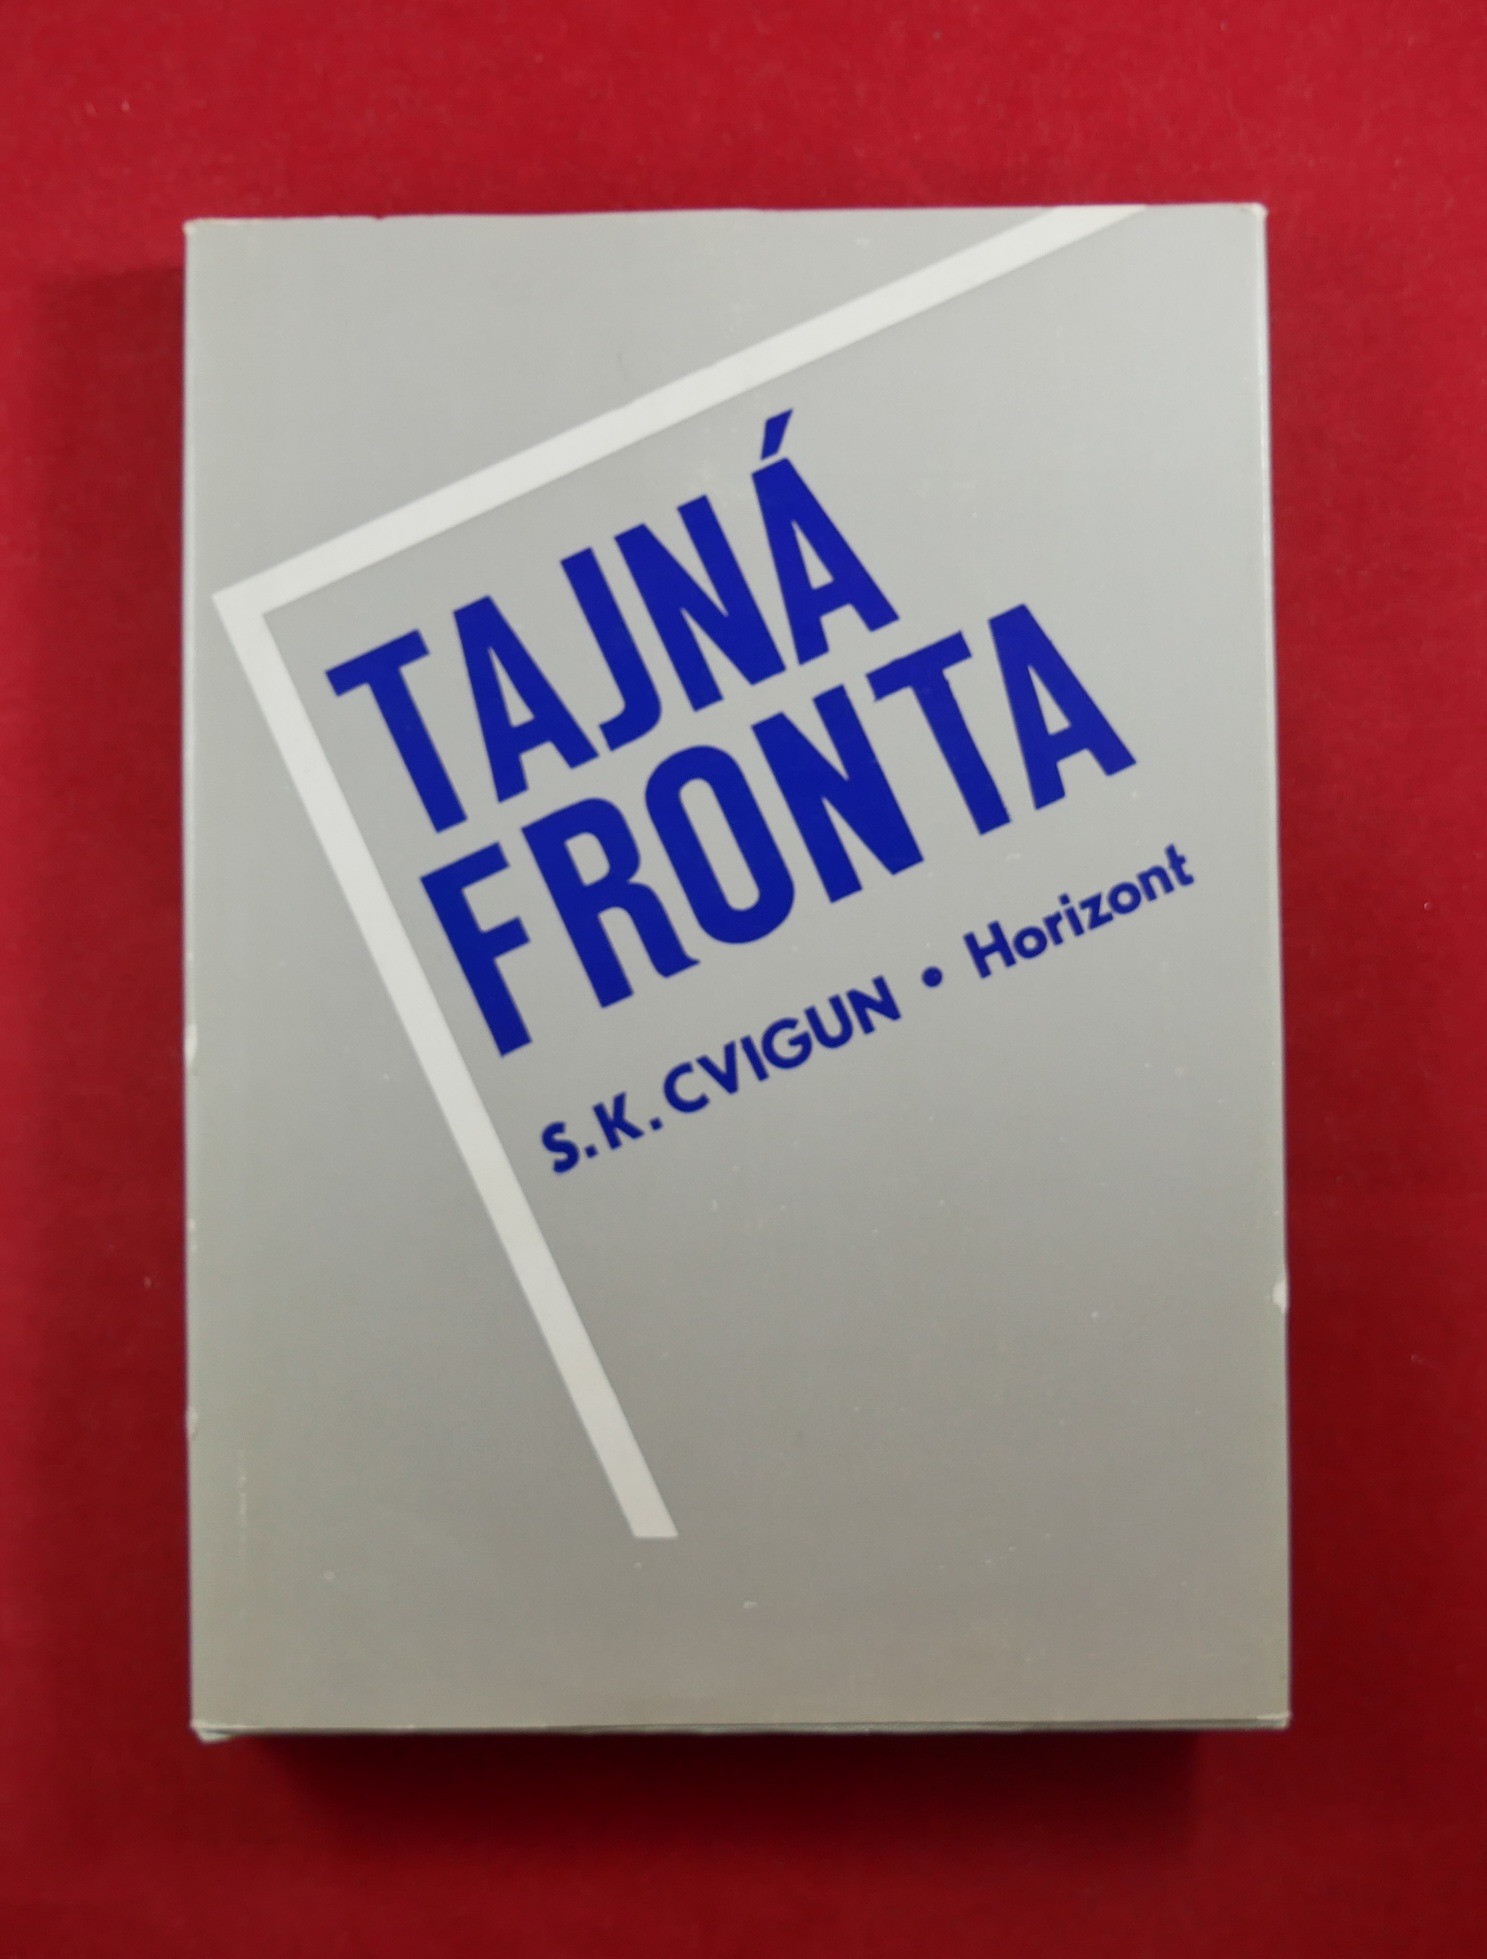 TAJNÁ
FRONTA
S.K.CVIGUN • Horizont